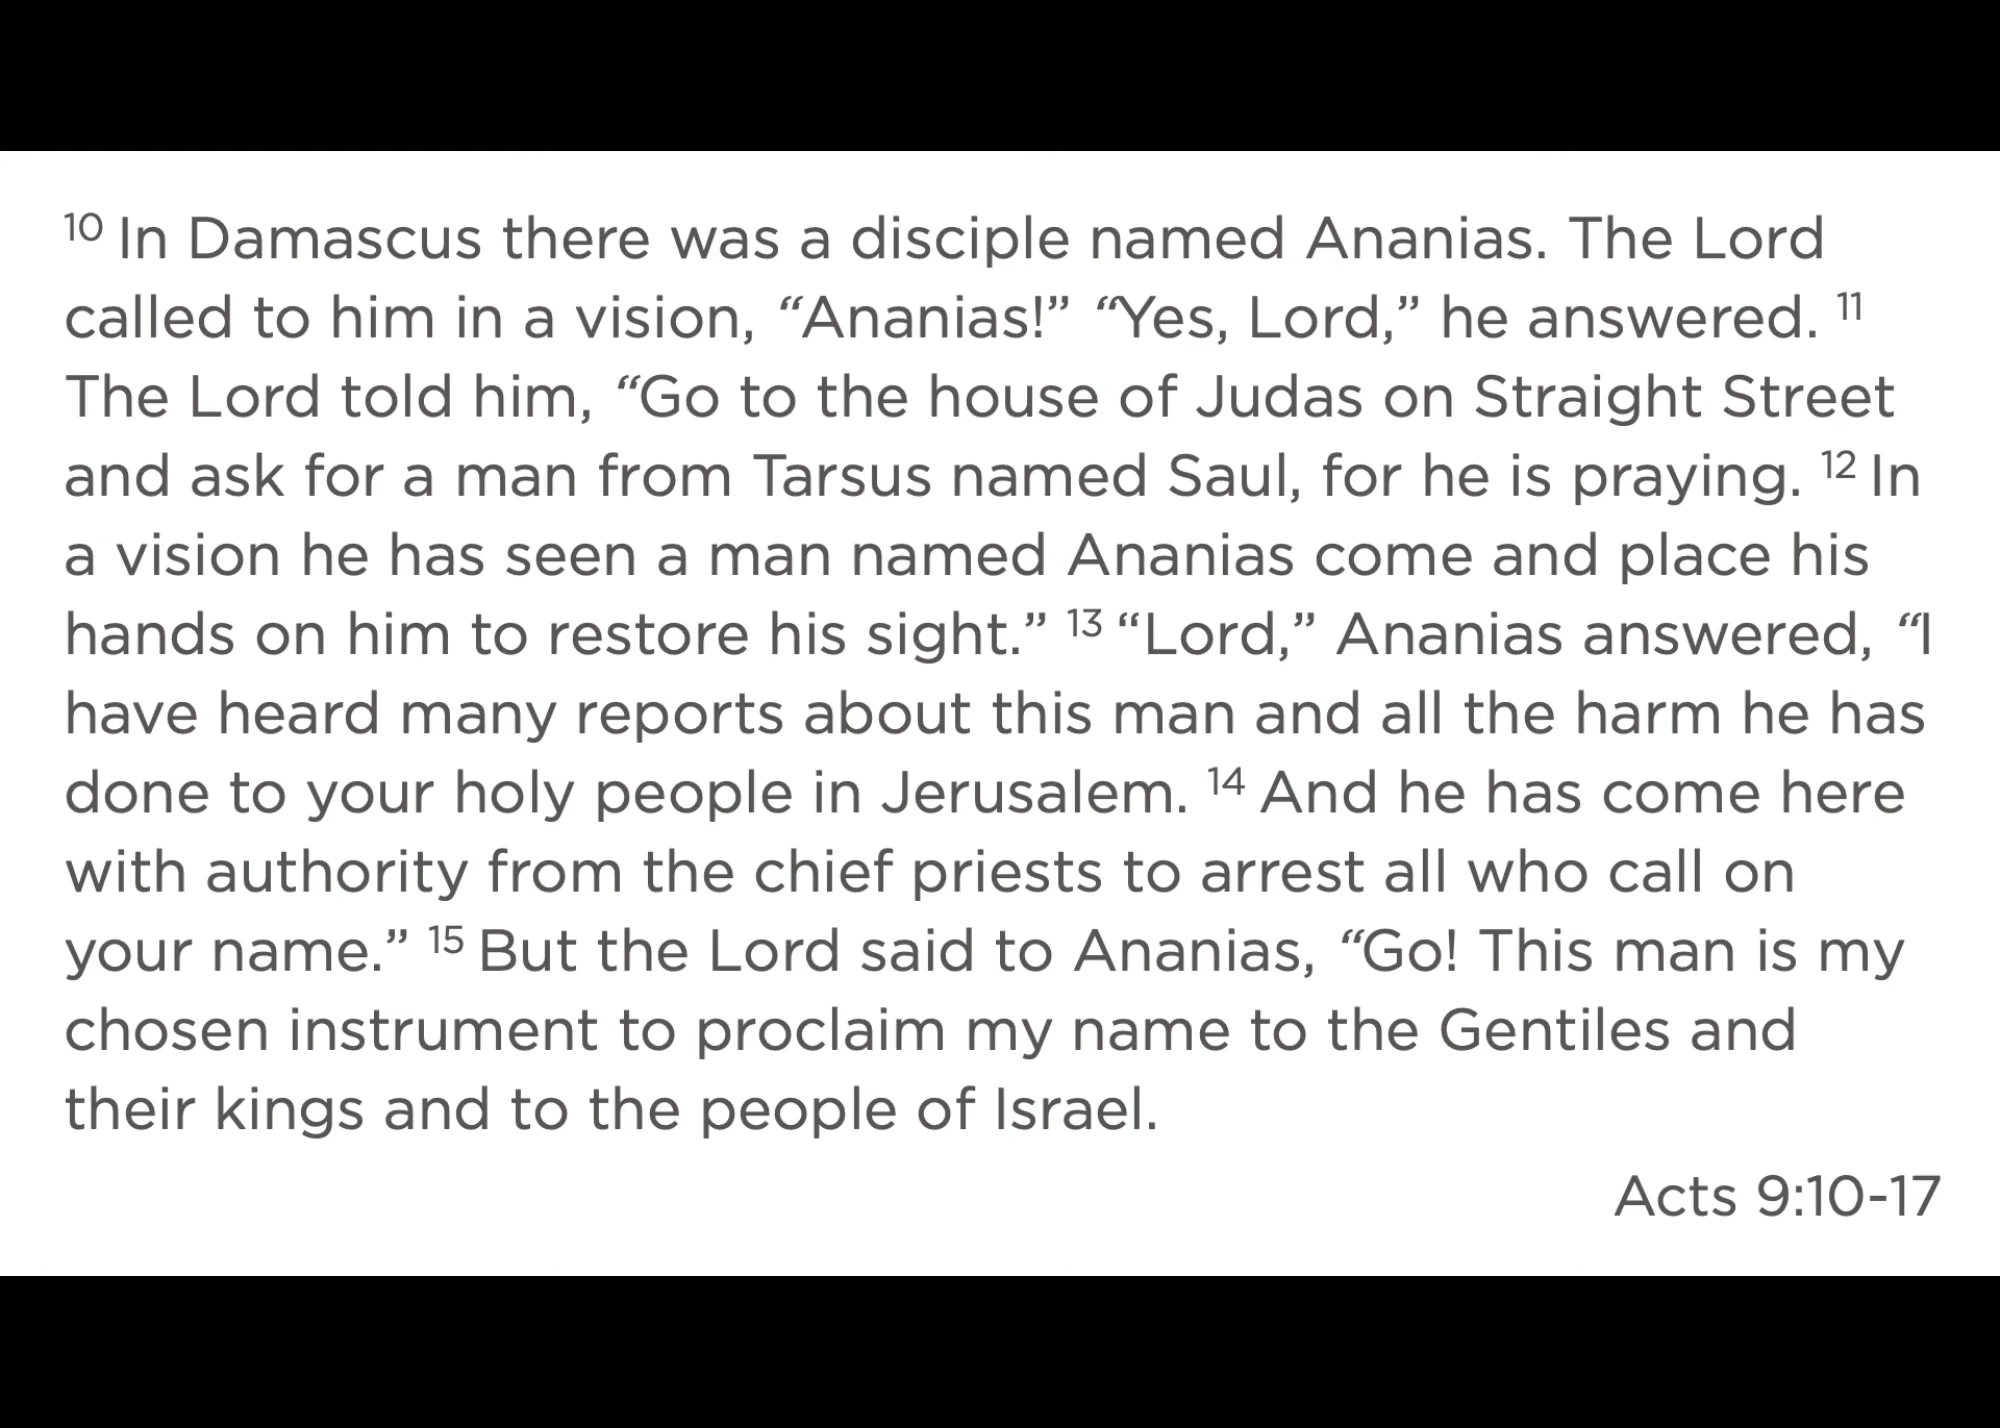 10 In Damascus there was a disciple named Ananias. The Lord
called to him in a vision, “Ananias!” “Yes, Lord,” he answered. 11
The Lord told him, “Go to the house of Judas on Straight Street
and ask for a man from Tarsus named Saul, for he is praying. 12 In
a vision he has seen a man named Ananias come and place his
hands on him to restore his sight.” 13 “Lord,” Ananias answered, “I
have heard many reports about this man and all the harm he has
done to your holy people in Jerusalem. 14 And he has come here
with authority from the chief priests to arrest all who call on
your name.” 15 But the Lord said to Ananias, “Go! This man is my
chosen instrument to proclaim my name to the Gentiles and
their kings and to the people of Israel.
Acts 9:10-17